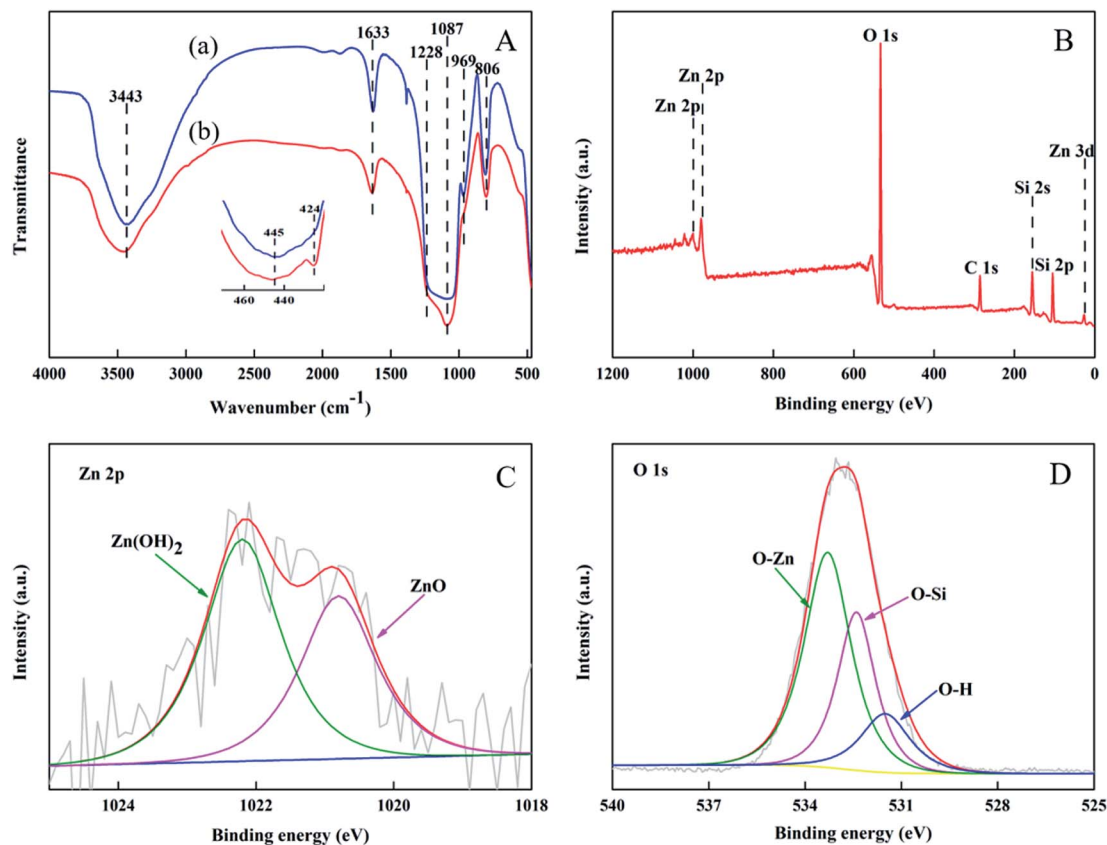 A
(a)
(b)
3443
1633
1228
1087
969
806
445
424
460
440
Transmittance
4000
3500
3000
2500
2000
1500
1000
500
Wavenumber (cm-1)
B
O 1s
Zn 2p
Zn 2p
Zn 3d
Si 2s
C 1s
Si 2p
Intensity (a.u.)
1200
1000
800
600
400
200
0
Binding energy (eV)
Zn 2p
C
Zn(OH)2
ZnO
Intensity (a.u.)
1024
1022
1020
1018
Binding energy (eV)
O 1s
D
O-Zn
O-Si
O-H
Intensity (a.u.)
540
537
534
531
528
525
Binding energy (eV)